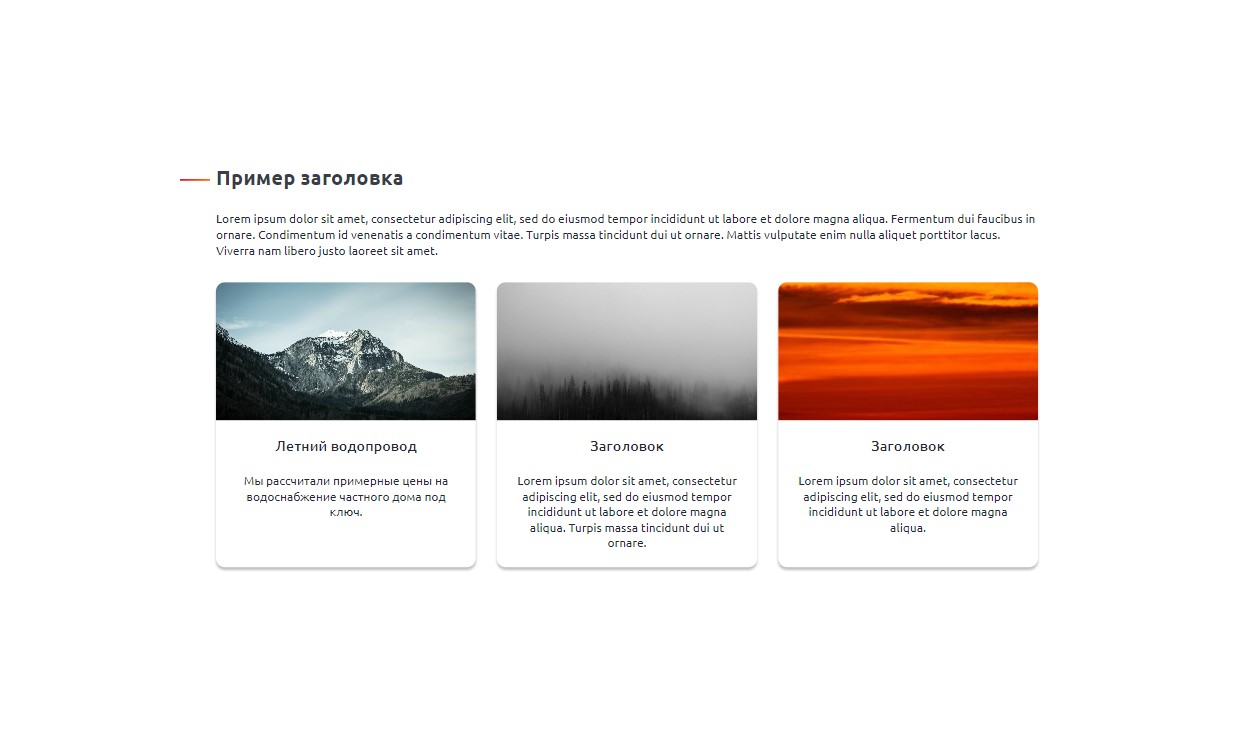 Пример заголовка
Lorem ipsum dolor sit amet, consectetur adipiscing elit, sed do eiusmod tempor incididunt ut labore et dolore magna aliqua. Fermentum dui faucibus in
ornare. Condimentum id venenatis a condimentum vitae. Turpis massa tincidunt dui ut ornare. Mattis vulputate enim nulla aliquet porttitor lacus.
Viverra nam libero justo laoreet sit amet.
Летний водопровод
Мы рассчитали примерные цены на
водоснабжение частного дома под
ключ.
Заголовок
Lorem ipsum dolor sit amet, consectetur
adipiscing elit, sed do eiusmod tempor
incididunt ut labore et dolore magna
aliqua. Turpis massa tincidunt dui ut
ornare.
Заголовок
Lorem ipsum dolor sit amet, consectetur
adipiscing elit, sed do eiusmod tempor
incididunt ut labore et dolore magna
aliqua.